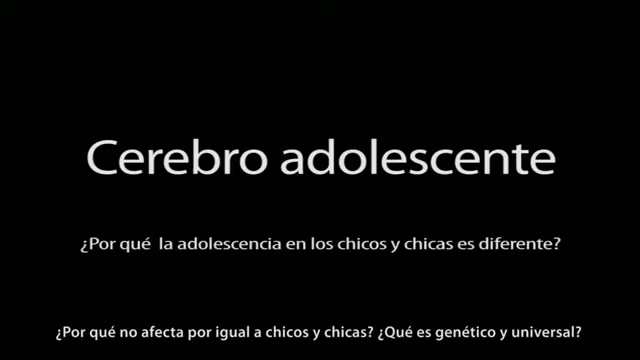 Cerebro adolescente
¿Por qué  la adolescencia en los chicos y chicas es diferente?
¿Por qué no afecta por igual a chicos y chicas? ¿Qué es genético y universal?